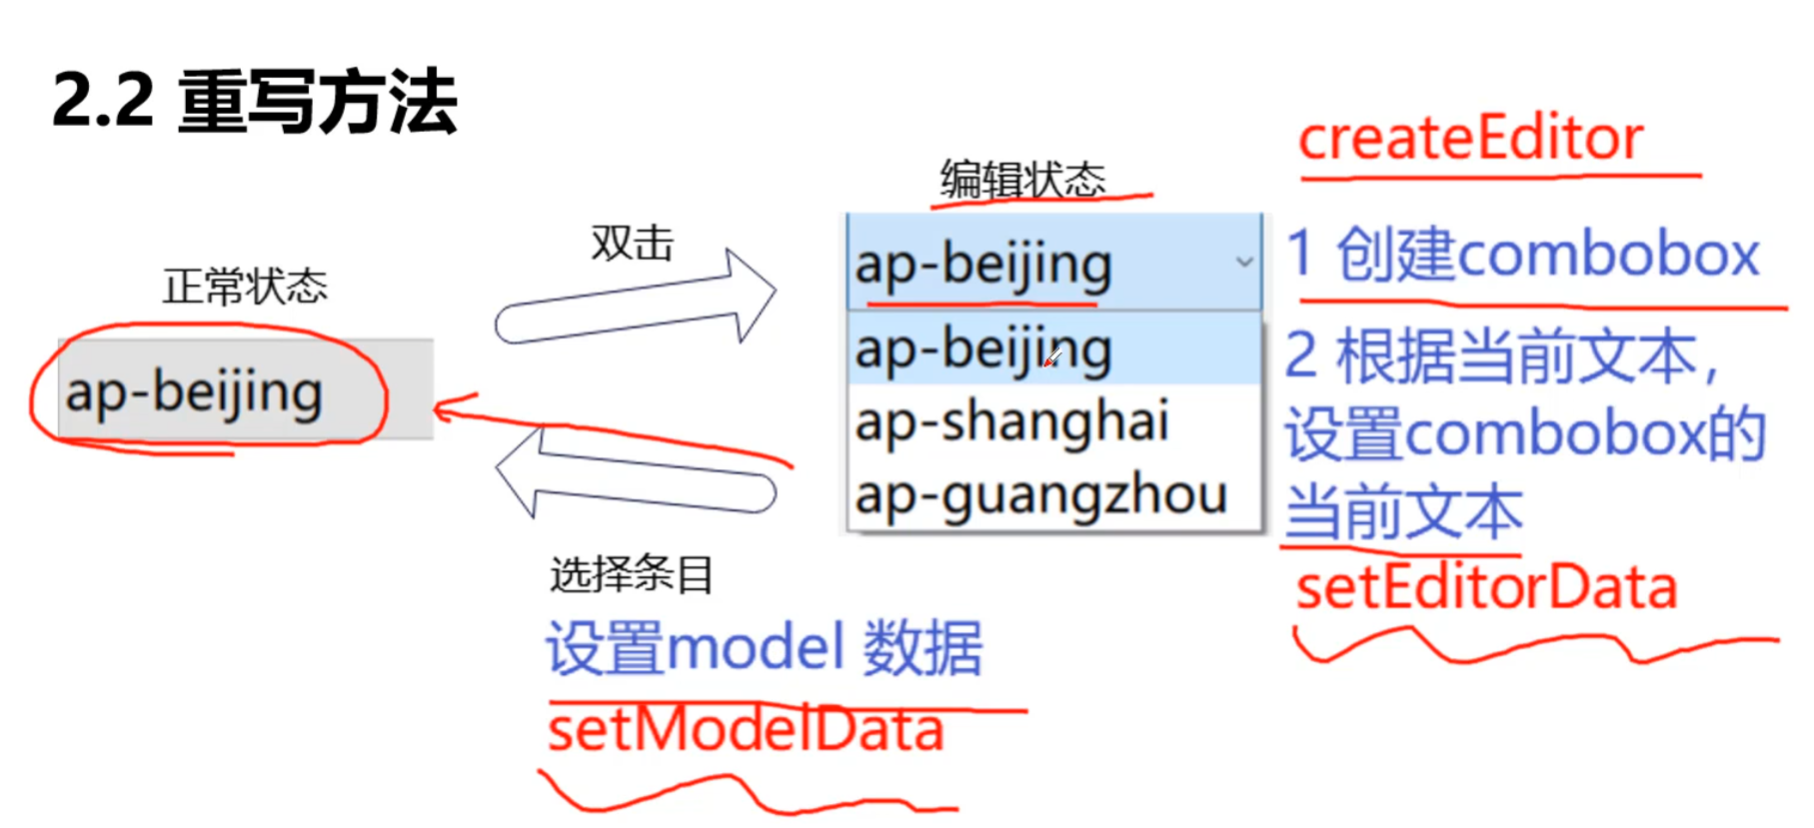 2.2 重写方法
正常状态
ap-beijing
双击
编辑状态
ap-beijing
ap-beijing
ap-shanghai
ap-guangzhou
选择条目
设置model 数据
setModelData
createEditor
1 创建combobox
2 根据当前文本，
设置combobox的
当前文本
setEditorData